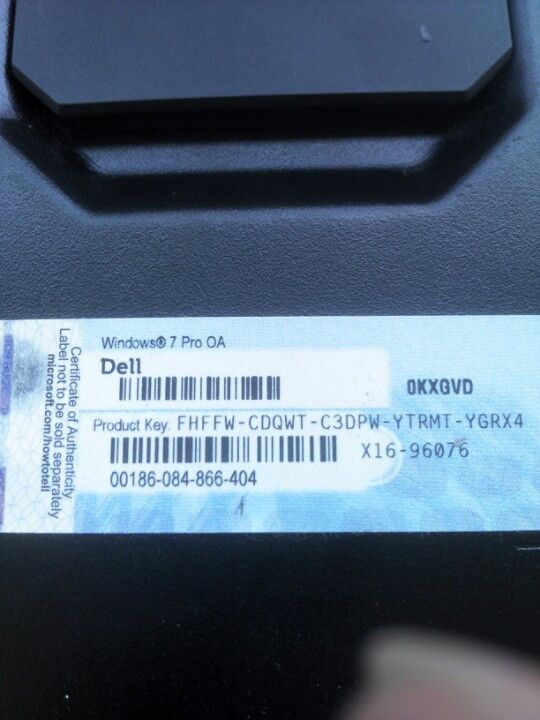 Windows® 7 Pro OA
Dell
0KXGVD
Product Key: FHFFW-CDQWT-C3DPW-YTRMT-YGRX4
X16-96076
00186-084-866-404
Certificate of Authenticity
Label not to be sold separately
microsoft.com/howtotell